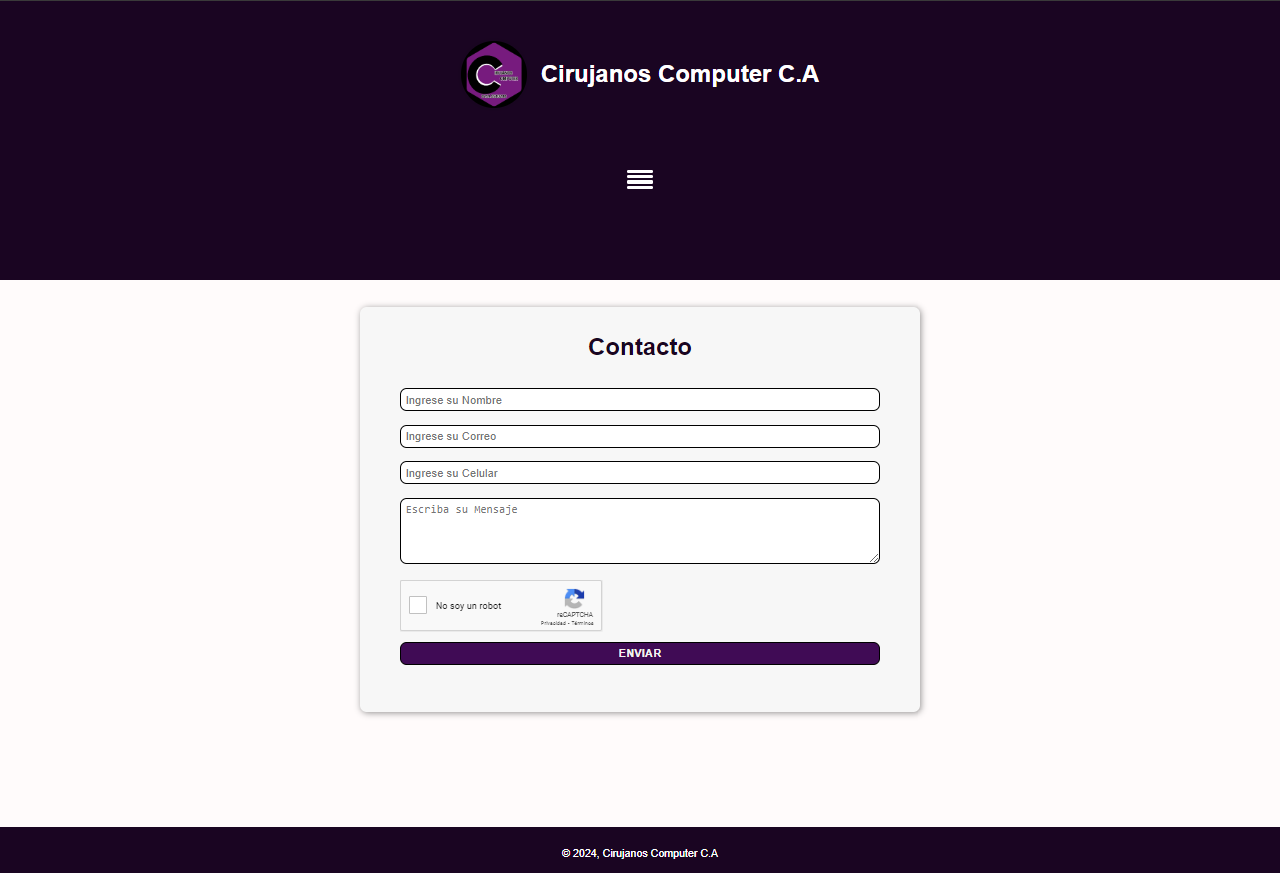 Cirujanos Computer C.A
Contacto
Ingrese su Nombre
Ingrese su Correo
Ingrese su Celular
Escriba su Mensaje
No soy un robot
reCAPTCHA
Privacidad - Términos
ENVIAR
© 2024, Cirujanos Computer C.A